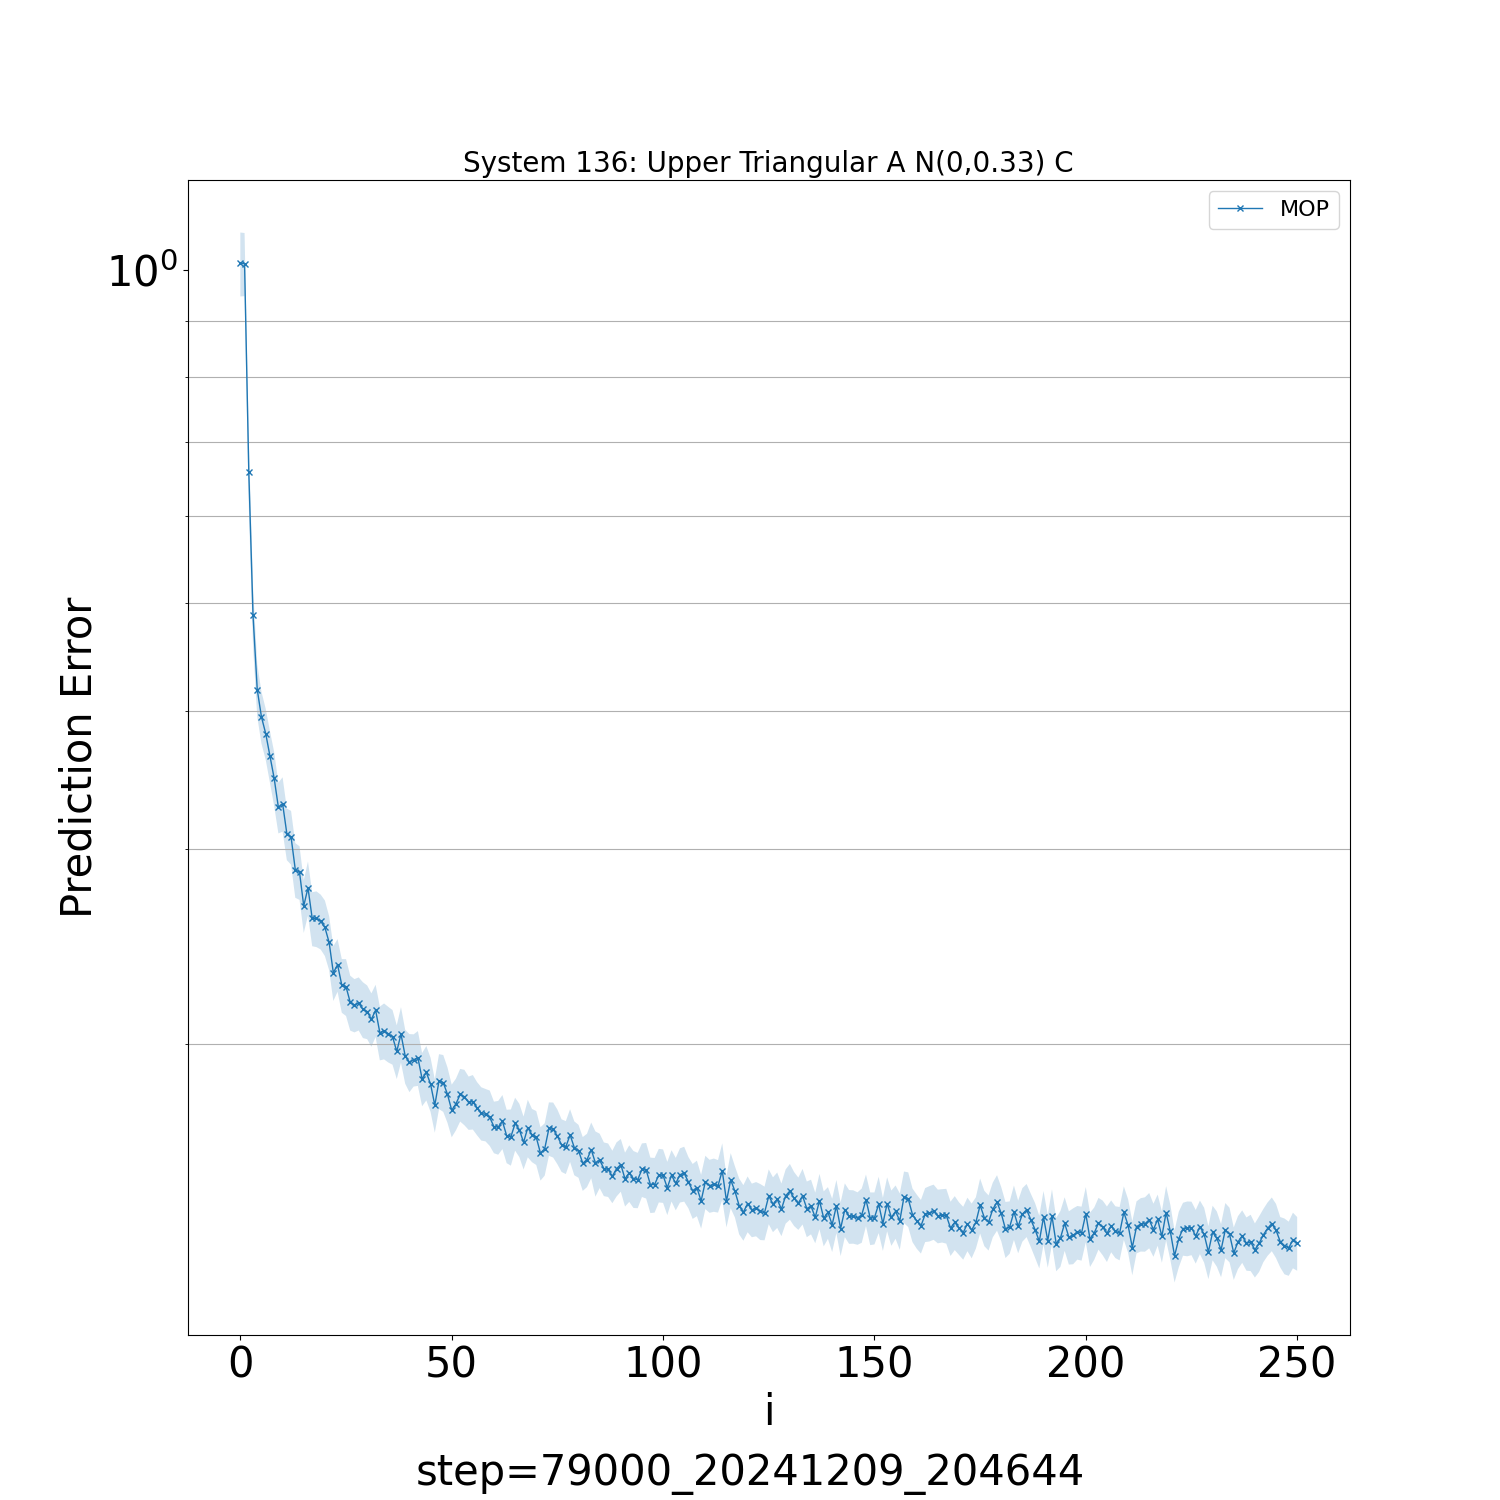 System 136: Upper Triangular A N(0,0.33) C
MOP
10⁰
Prediction Error
0 50 100 150 200 250
i
step=79000_20241209_204644